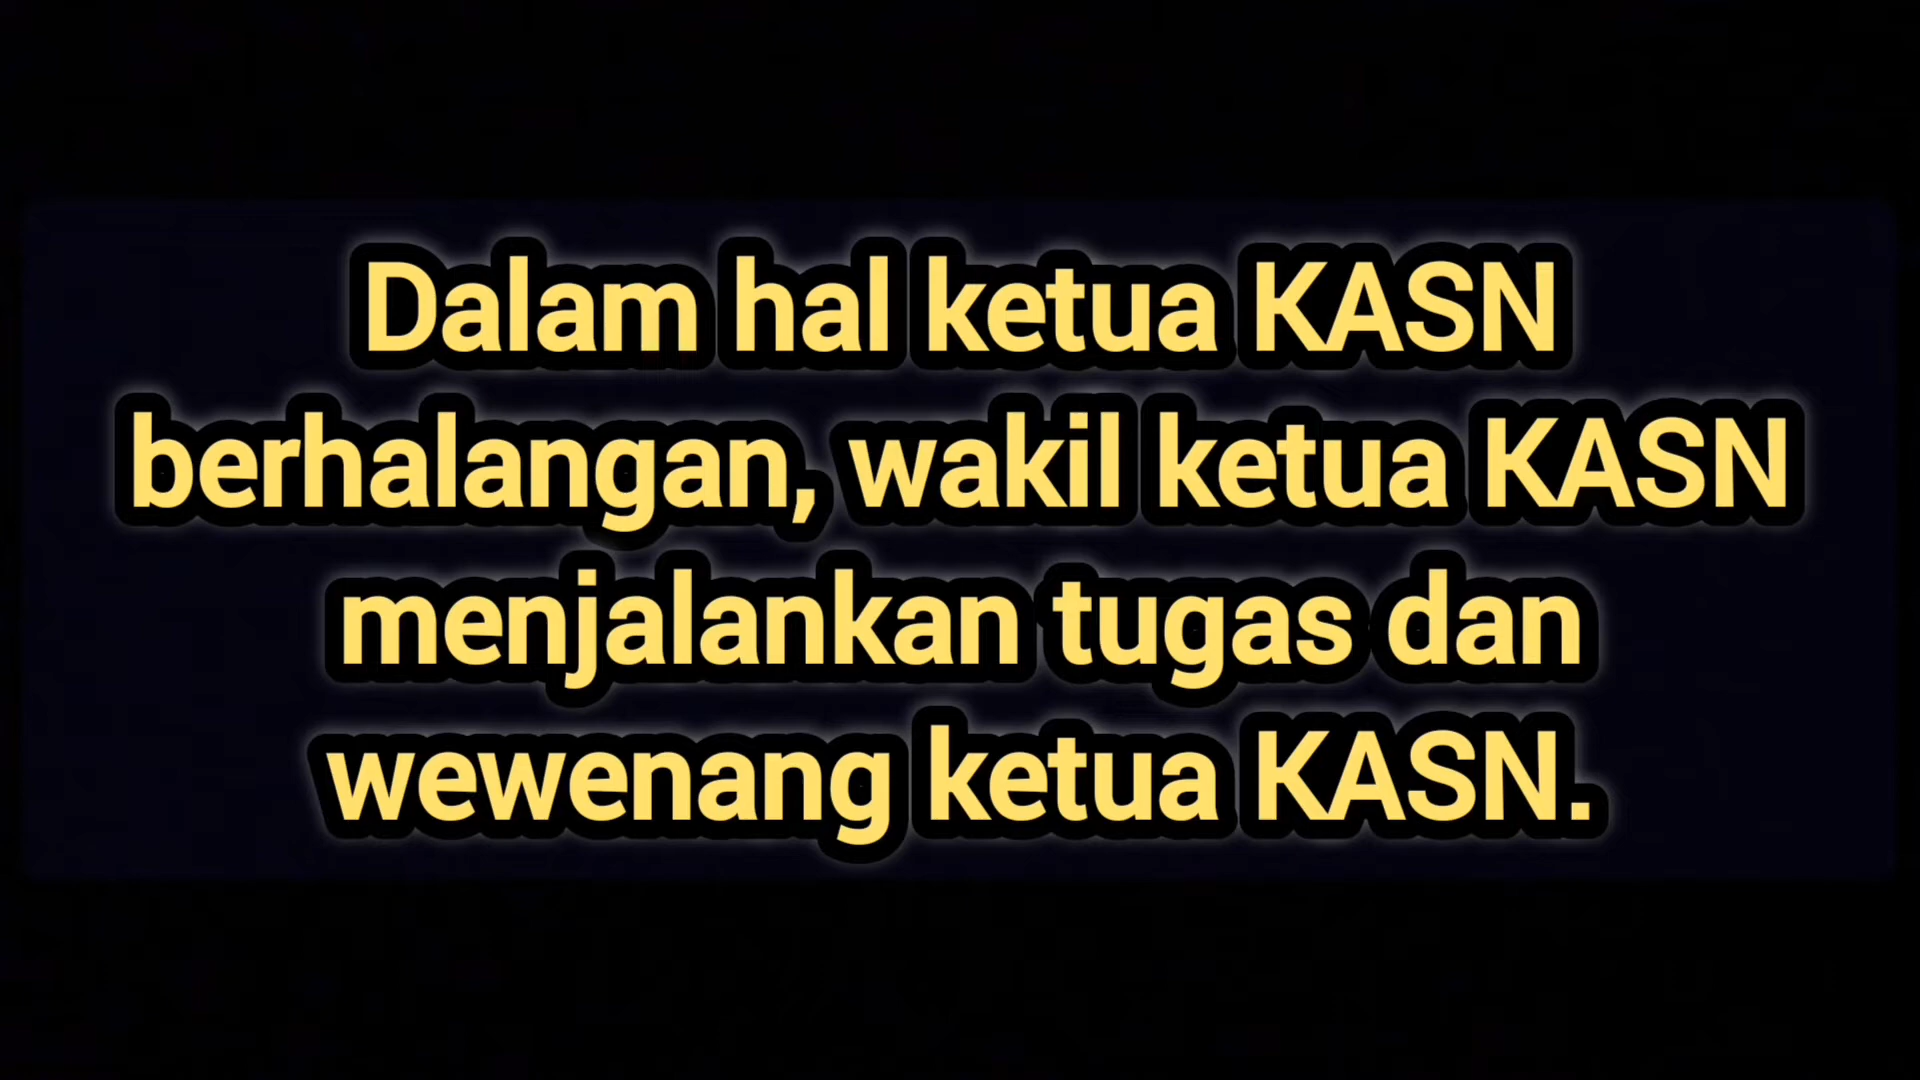 Dalam hal ketua KASN
berhalangan, wakil ketua KASN
menjalankan tugas dan
wewenang ketua KASN.